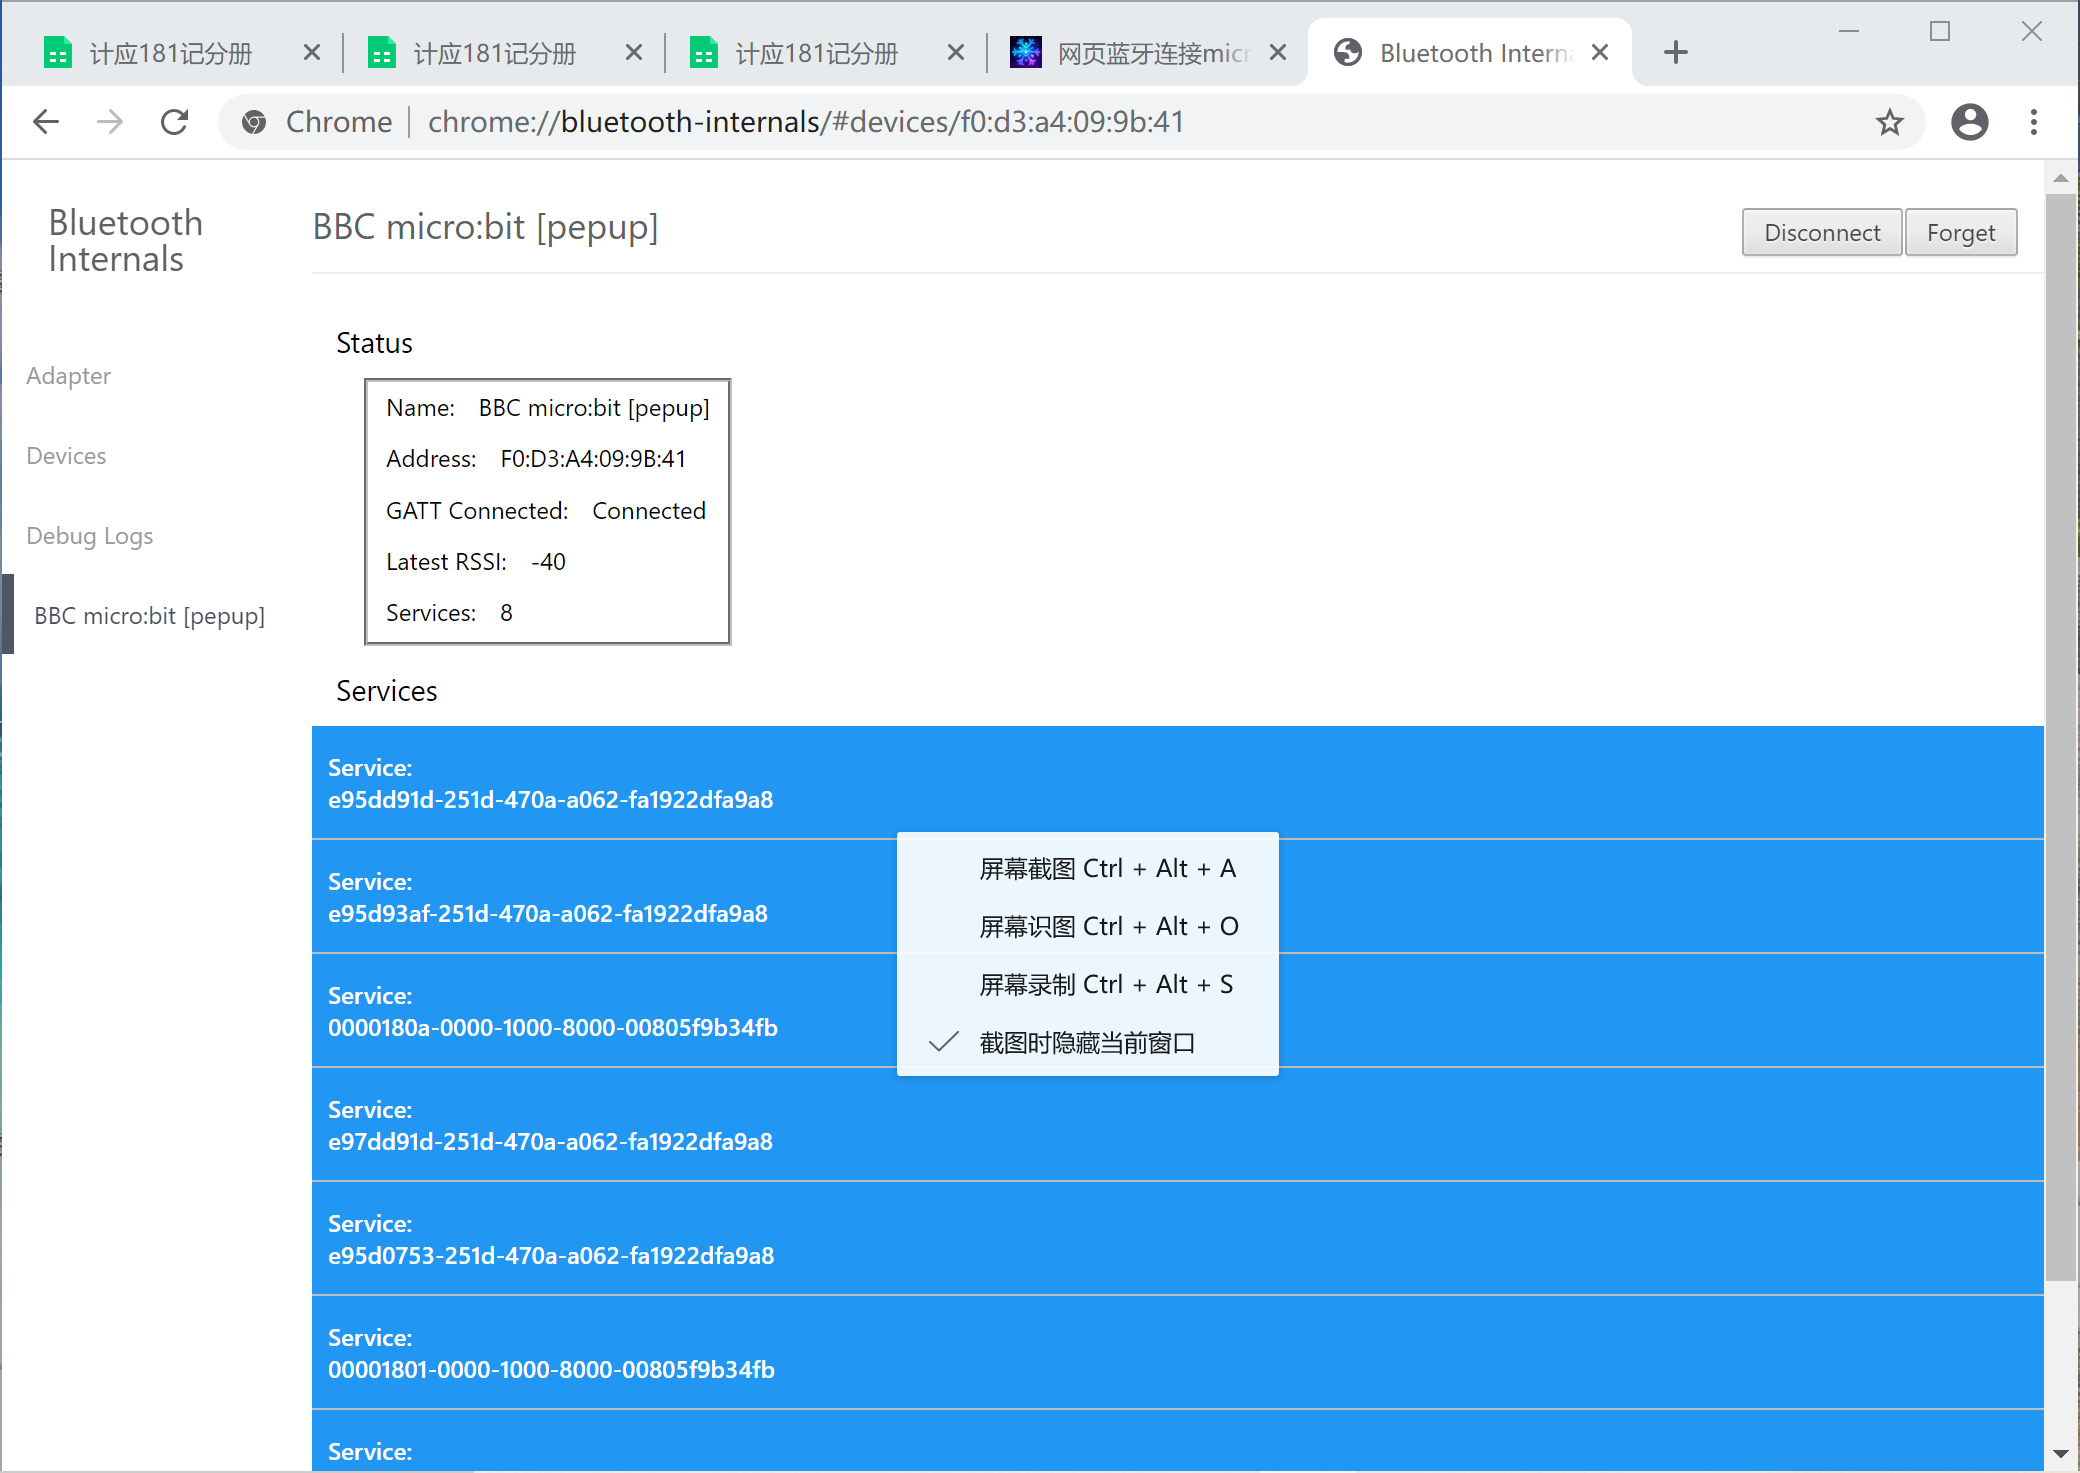 计应181记分册
计应181记分册
计应181记分册
网页蓝牙连接micr
Bluetooth Interna
Chrome
chrome://bluetooth-internals/#devices/f0:d3:a4:09:9b:41
Bluetooth
Internals
BBC micro:bit [pepup]
Disconnect
Forget
Adapter
Devices
Debug Logs
BBC micro:bit [pepup]
Status
Name: BBC micro:bit [pepup]
Address: F0:D3:A4:09:9B:41
GATT Connected: Connected
Latest RSSI: -40
Services: 8
Services
Service:
e95dd91d-251d-470a-a062-fa1922dfa9a8
Service:
e95d93af-251d-470a-a062-fa1922dfa9a8
Service:
0000180a-0000-1000-8000-00805f9b34fb
Service:
e97dd91d-251d-470a-a062-fa1922dfa9a8
Service:
e95d0753-251d-470a-a062-fa1922dfa9a8
Service:
00001801-0000-1000-8000-00805f9b34fb
Service:
屏幕截图 Ctrl + Alt + A
屏幕识图 Ctrl + Alt + O
屏幕录制 Ctrl + Alt + S
截图时隐藏当前窗口